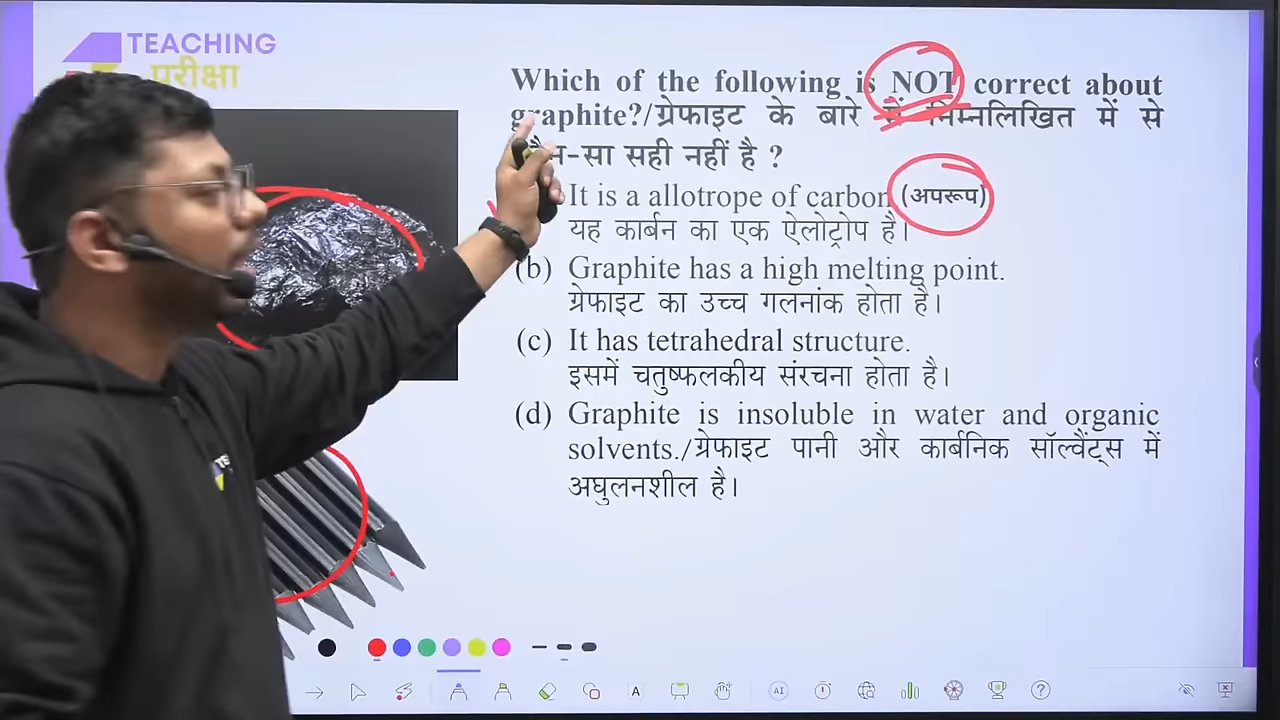 TEACHING
परीक्षा
Which of the following is NOT correct about
graphite?/ग्रेफाइट के बारे में निम्नलिखित में से
कौन-सा सही नहीं है ?
It is a allotrope of carbon (अपरूप)
यह कार्बन का एक ऐलोट्रोप है।
(b) Graphite has a high melting point.
ग्रेफाइट का उच्च गलनांक होता है।
(c) It has tetrahedral structure.
इसमें चतुष्फलकीय संरचना होता है।
(d) Graphite is insoluble in water and organic
solvents./ग्रेफाइट पानी और कार्बनिक सॉल्वैंट्स में
अघुलनशील है।
A
AI
?